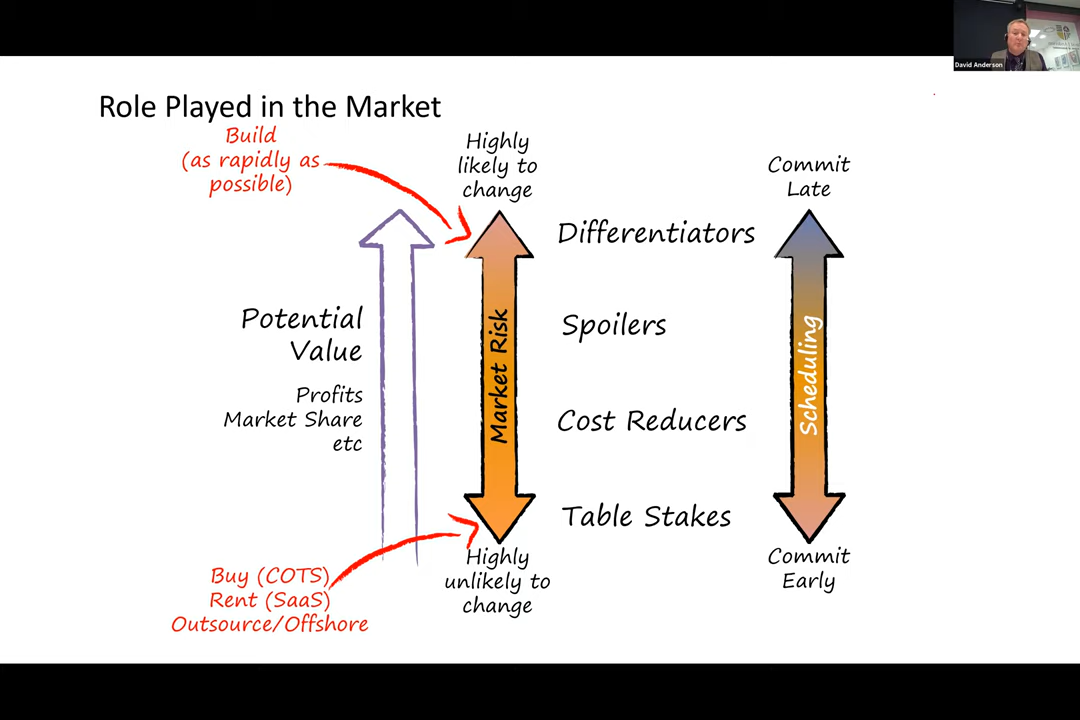 David Anderson
Role Played in the Market
Build
(as rapidly as
possible)
Highly
likely to
change
Commit
Late
Differentiators
Potential
Value
Spoilers
Market Risk
Scheduling
Profits
Market Share
etc
Cost Reducers
Table Stakes
Highly
unlikely to
change
Commit
Early
Buy (COTS)
Rent (SaaS)
Outsource/Offshore